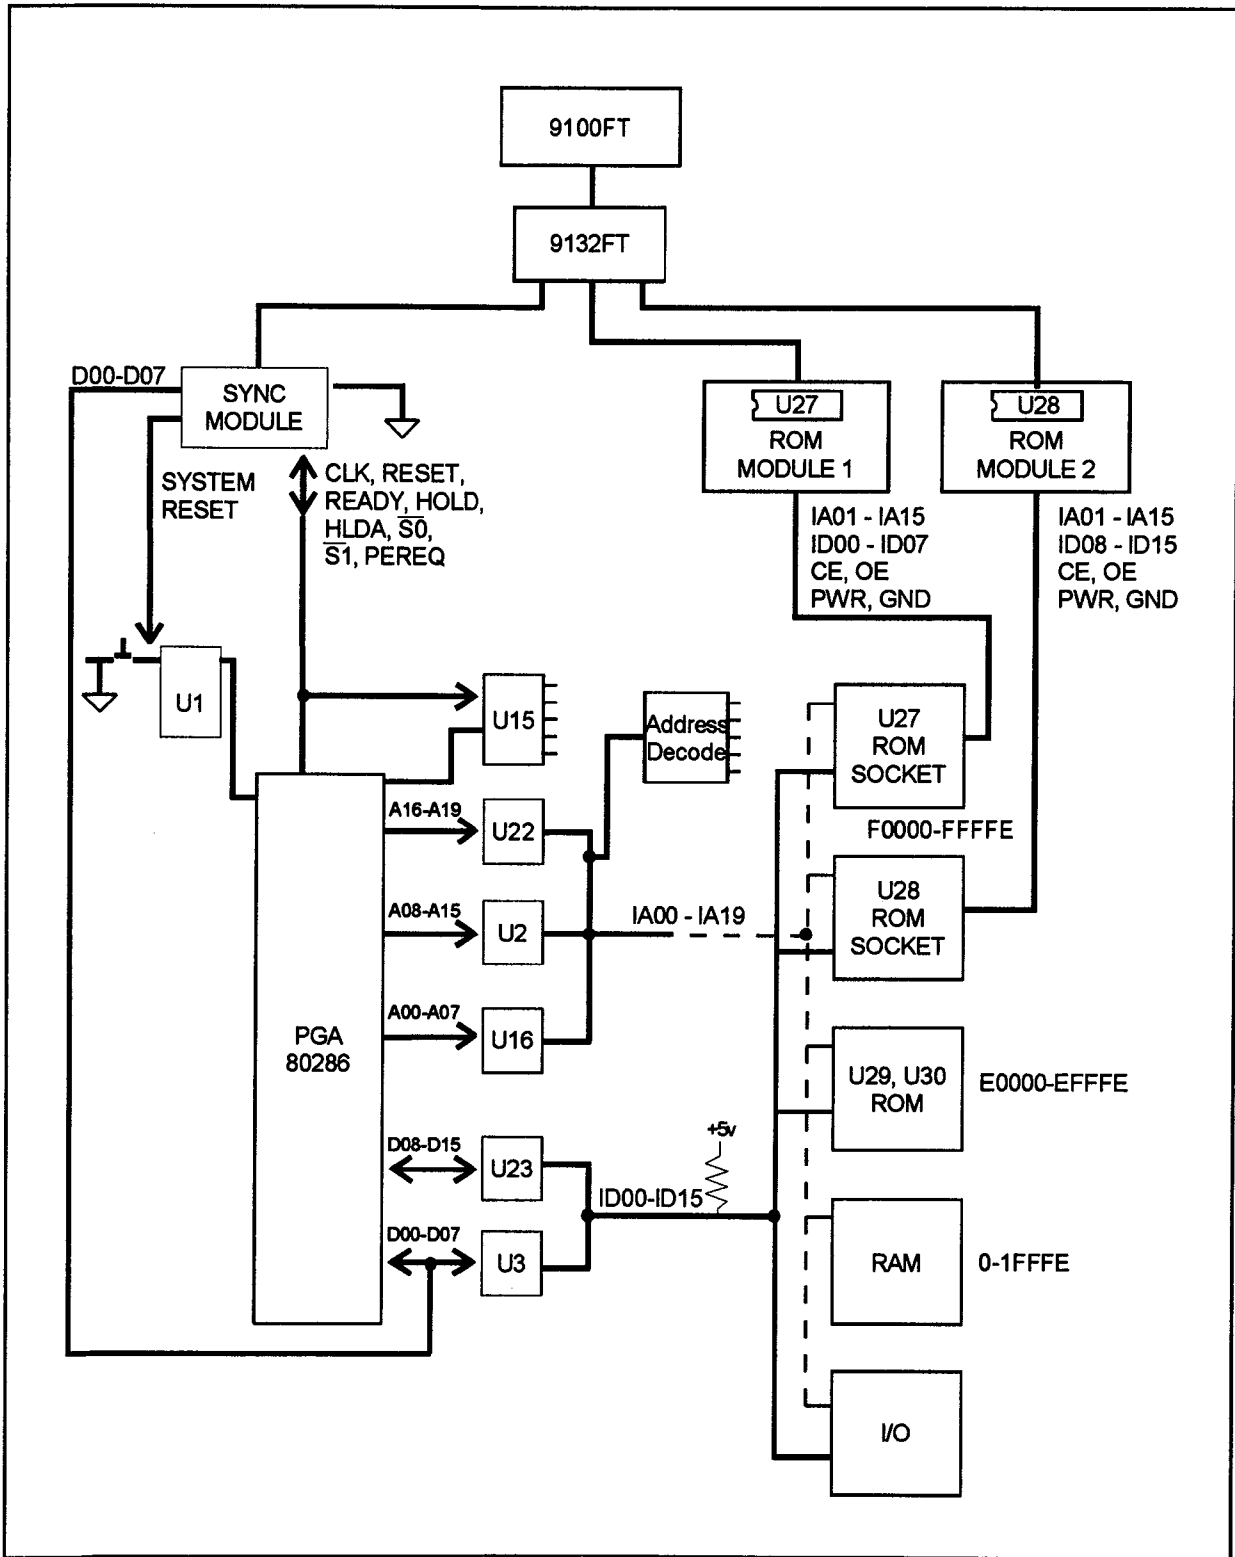 9100FT
9132FT
D00-D07
SYNC
MODULE
U27
ROM
MODULE 1
U28
ROM
MODULE 2
SYSTEM
RESET
CLK, RESET,
READY, HOLD,
HLDA, S̅0̅,
S̅1̅, PEREQ
IA01 - IA15
ID00 - ID07
CE, OE
PWR, GND
IA01 - IA15
ID08 - ID15
CE, OE
PWR, GND
U1
U15
Address
Decode
U27
ROM
SOCKET
F0000-FFFFE
A16-A19
U22
A08-A15
U2
IA00 - IA19
U28
ROM
SOCKET
A00-A07
U16
PGA
80286
U29, U30
ROM
E0000-EFFFE
D08-D15
U23
+5v
ID00-ID15
D00-D07
U3
RAM
0-1FFFE
I/O